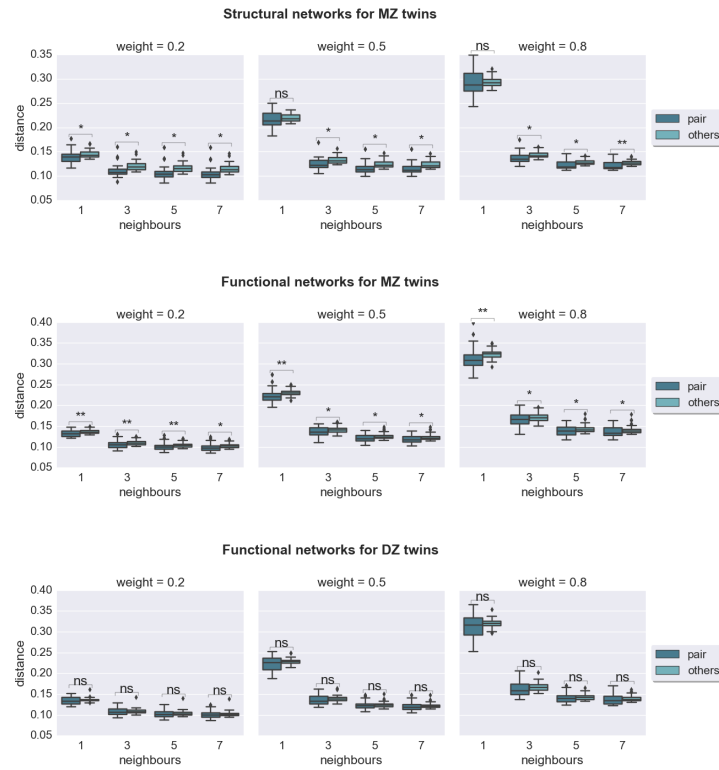 Structural networks for MZ twins
weight = 0.2 weight = 0.5 weight = 0.8
0.35
0.30
0.25
0.20
0.15
0.10
0.05
distance
* * * *
ns * * *
ns * * **
1 3 5 7 1 3 5 7 1 3 5 7
neighbours neighbours neighbours
pair
others
Functional networks for MZ twins
weight = 0.2 weight = 0.5 weight = 0.8
0.40
0.35
0.30
0.25
0.20
0.15
0.10
0.05
distance
** ** ** *
** * * *
** * * *
1 3 5 7 1 3 5 7 1 3 5 7
neighbours neighbours neighbours
pair
others
Functional networks for DZ twins
weight = 0.2 weight = 0.5 weight = 0.8
0.40
0.35
0.30
0.25
0.20
0.15
0.10
0.05
distance
ns ns ns ns
ns ns ns ns
ns ns ns ns
1 3 5 7 1 3 5 7 1 3 5 7
neighbours neighbours neighbours
pair
others